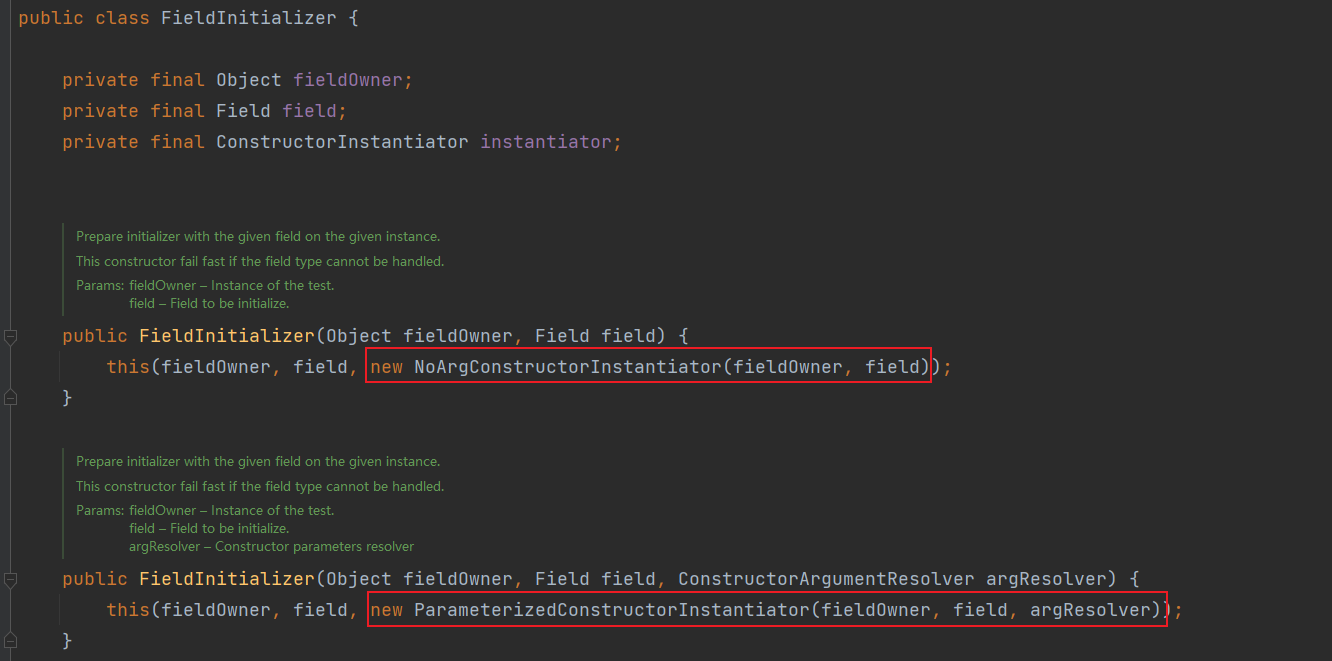 public class FieldInitializer {
private final Object fieldOwner;
private final Field field;
private final ConstructorInstantiator instantiator;
Prepare initializer with the given field on the given instance.
This constructor fail fast if the field type cannot be handled.
Params: fieldOwner – Instance of the test.
field – Field to be initialize.
public FieldInitializer(Object fieldOwner, Field field) {
this(fieldOwner, field, new NoArgConstructorInstantiator(fieldOwner, field));
}
Prepare initializer with the given field on the given instance.
This constructor fail fast if the field type cannot be handled.
Params: fieldOwner – Instance of the test.
field – Field to be initialize.
argResolver – Constructor parameters resolver
public FieldInitializer(Object fieldOwner, Field field, ConstructorArgumentResolver argResolver) {
this(fieldOwner, field, new ParameterizedConstructorInstantiator(fieldOwner, field, argResolver));
}